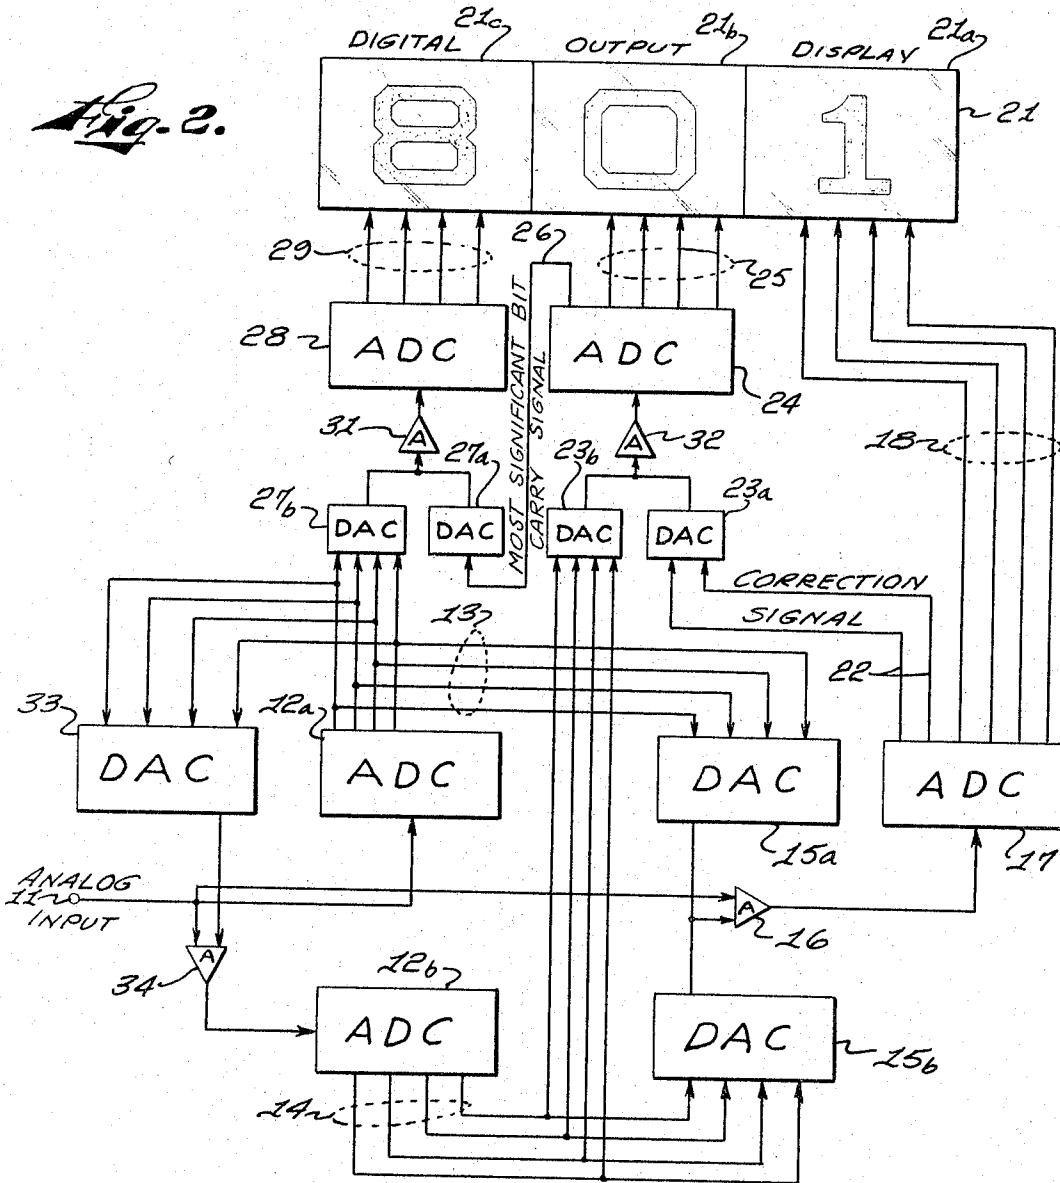 Fig. 2.
DIGITAL OUTPUT DISPLAY
21c 21b 21a
8 0 1
21
29
26
25
28
ADC
ADC
24
MOST SIGNIFICANT BIT
CARRY SIGNAL
31
A
A
32
18
27a
23b
27b
23a
DAC
DAC
DAC
DAC
CORRECTION
SIGNAL
13
22
33
12a
DAC
ADC
DAC
ADC
15a
17
ANALOG
11
INPUT
A
16
A
34
12b
ADC
DAC
15b
14